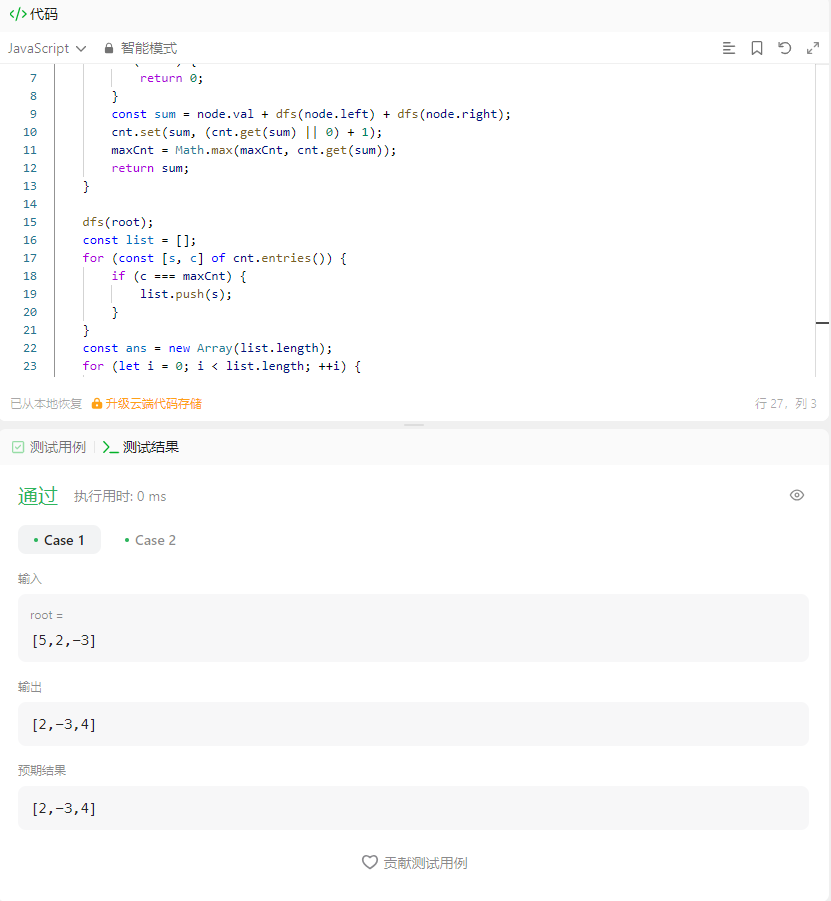 </> 代码
JavaScript 智能模式
7 return 0;
8 }
9 const sum = node.val + dfs(node.left) + dfs(node.right);
10 cnt.set(sum, (cnt.get(sum) || 0) + 1);
11 maxCnt = Math.max(maxCnt, cnt.get(sum));
12 return sum;
13 }
14
15 dfs(root);
16 const list = [];
17 for (const [s, c] of cnt.entries()) {
18 if (c === maxCnt) {
19 list.push(s);
20 }
21 }
22 const ans = new Array(list.length);
23 for (let i = 0; i < list.length; ++i) {
已从本地恢复 升级云端代码存储 行 27, 列 3
测试用例 >_ 测试结果
通过 执行用时: 0 ms
• Case 1 • Case 2
输入
root =
[5,2,-3]
输出
[2,-3,4]
预期结果
[2,-3,4]
贡献测试用例